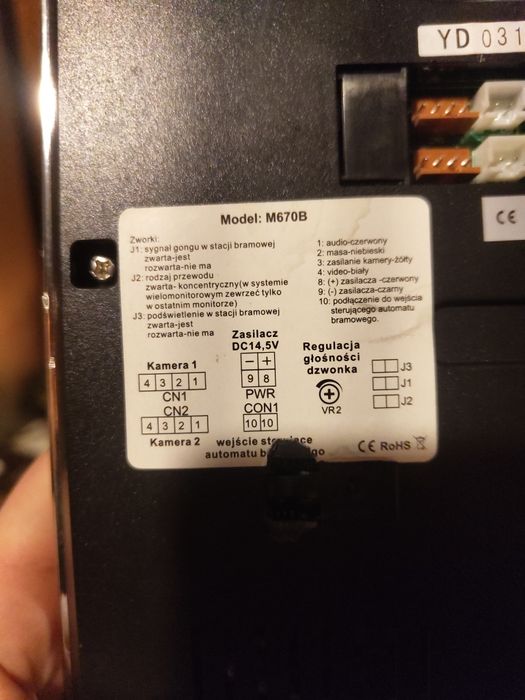 YD 031
CE
Model: M670B
Zworki:
J1: sygnał gongu w stacji bramowej
zwarta-jest
rozwarta-nie ma
J2: rodzaj przewodu
zwarta- koncentryczny(w systemie
wielomonitorowym zewrzeć tylko
w ostatnim monitorze)
J3: podświetlenie w stacji bramowej
zwarta-jest
rozwarta-nie ma
1: audio-czerwony
2: masa-niebieski
3: zasilanie kamery-żółty
4: video-biały
8: (+) zasilacza -czerwony
9: (-) zasilacza-czarny
10: podłączenie do wejścia
sterującego automatu
bramowego.
Kamera 1
4 3 2 1
CN1
CN2
4 3 2 1
Kamera 2
Zasilacz
DC14,5V
− +
9 8
PWR
CON1
10 10
wejście
automatu
Regulacja
głośności
dzwonka
VR2
J3
J1
J2
CE RoHS